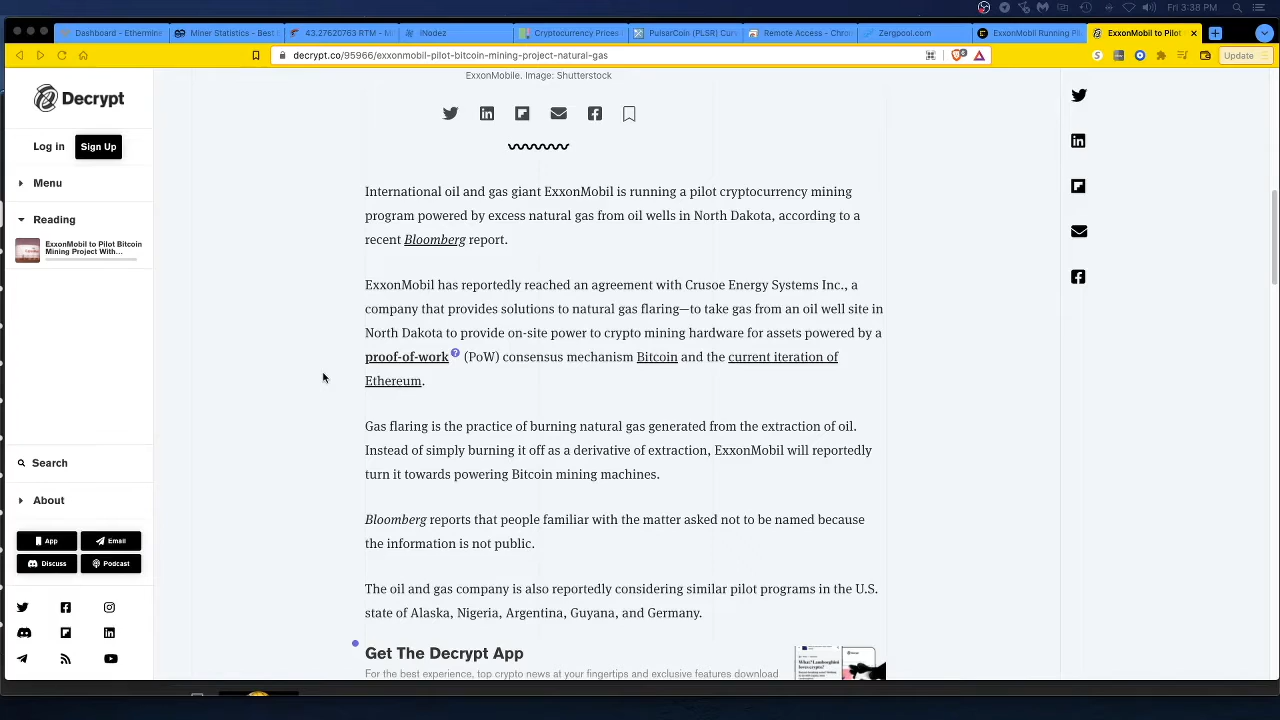 Fri 3:38 PM
Dashboard - Ethermine
Miner Statistics - Best
43.27620763 RTM - Mi
iNodez
Cryptocurrency Prices
PulsarCoin (PLSR) Cur
Remote Access - Chro
Zergpool.com
ExxonMobil Running Pil
ExxonMobil to Pilot
decrypt.co/95966/exxonmobil-pilot-bitcoin-mining-project-natural-gas
Update
ExxonMobile. Image: Shutterstock
Decrypt
Log in
Sign Up
Menu
Reading
ExxonMobil to Pilot Bitcoin
Mining Project With...
International oil and gas giant ExxonMobil is running a pilot cryptocurrency mining
program powered by excess natural gas from oil wells in North Dakota, according to a
recent Bloomberg report.
ExxonMobil has reportedly reached an agreement with Crusoe Energy Systems Inc., a
company that provides solutions to natural gas flaring—to take gas from an oil well site in
North Dakota to provide on-site power to crypto mining hardware for assets powered by a
proof-of-work ? (PoW) consensus mechanism Bitcoin and the current iteration of
Ethereum.
Gas flaring is the practice of burning natural gas generated from the extraction of oil.
Instead of simply burning it off as a derivative of extraction, ExxonMobil will reportedly
turn it towards powering Bitcoin mining machines.
Bloomberg reports that people familiar with the matter asked not to be named because
the information is not public.
The oil and gas company is also reportedly considering similar pilot programs in the U.S.
state of Alaska, Nigeria, Argentina, Guyana, and Germany.
Get The Decrypt App
For the best experience, top crypto news at your fingertips and exclusive features download
Search
About
App
Email
Discuss
Podcast